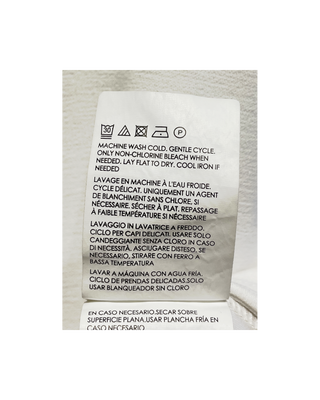 30 P
MACHINE WASH COLD. GENTLE CYCLE.
ONLY NON-CHLORINE BLEACH WHEN
NEEDED. LAY FLAT TO DRY. COOL IRON IF
NEEDED
LAVAGE EN MACHINE À L'EAU FROIDE.
CYCLE DÉLICAT. UNIQUEMENT UN AGENT
DE BLANCHIMENT SANS CHLORE, SI
NÉCESSAIRE. SÉCHER À PLAT, REPASSAGE
À FAIBLE TEMPÉRATURE SI NÉCESSAIRE
LAVAGGIO IN LAVATRICE A FREDDO,
CICLO PER CAPI DELICATI. USARE SOLO
CANDEGGIANTE SENZA CLORO IN CASO
DI NECESSITÀ. ASCIUGARE DISTESO, SE
NECESSARIO, STIRARE CON FERRO A
BASSA TEMPERATURA
LAVAR A MÁQUINA CON AGUA FRÍA.
CICLO DE PRENDAS DELICADAS.SOLO
USAR BLANQUEADOR SIN CLORO
EN CASO NECESARIO.SECAR SOBRE
SUPERFICIE PLANA.USAR PLANCHA FRÍA EN
CASO NECESARIO